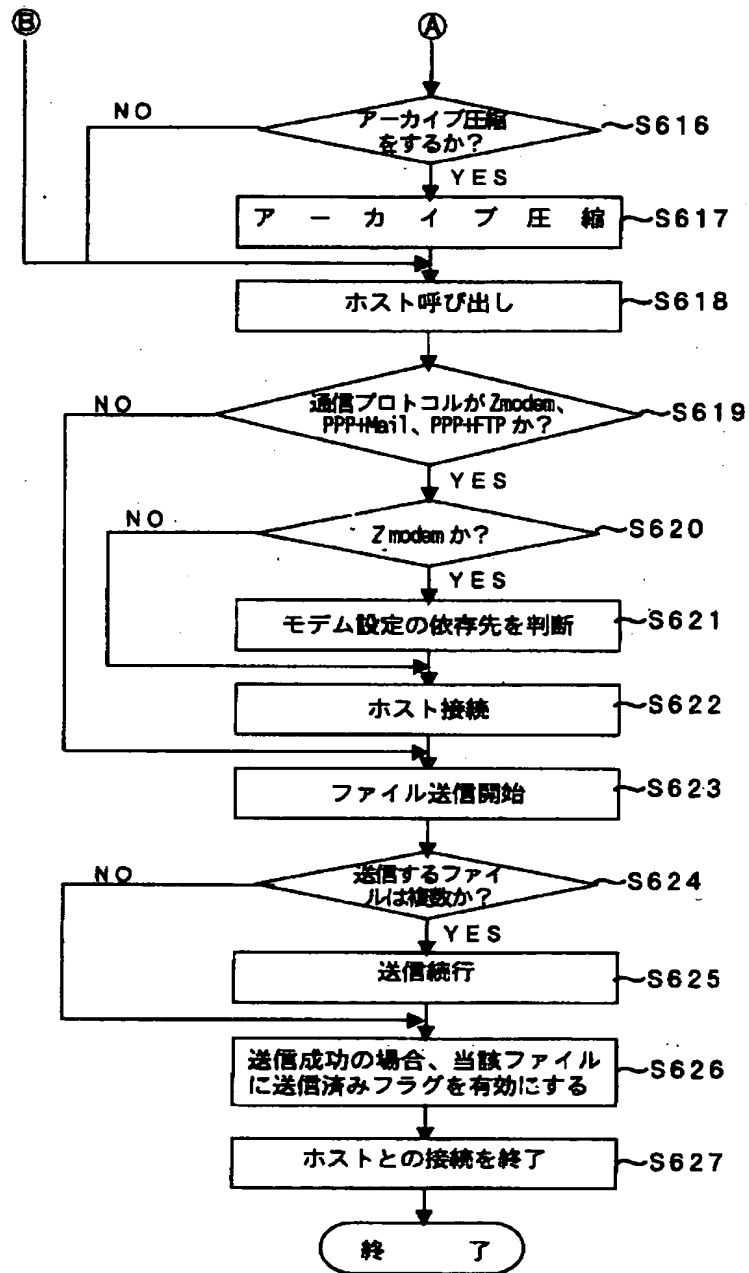 Ⓑ Ⓐ
NO
アーカイブ圧縮
をするか?
S616
YES
アーカイブ圧縮
S617
ホスト呼び出し
S618
NO
通信プロトコルがZmodem、
PPP+Mail、PPP+FTPか?
S619
YES
NO
Zmodemか?
S620
YES
モデム設定の依存先を判断
S621
ホスト接続
S622
ファイル送信開始
S623
NO
送信するファイ
ルは複数か?
S624
YES
送信続行
S625
送信成功の場合、当該ファイル
に送信済みフラグを有効にする
S626
ホストとの接続を終了
S627
終了